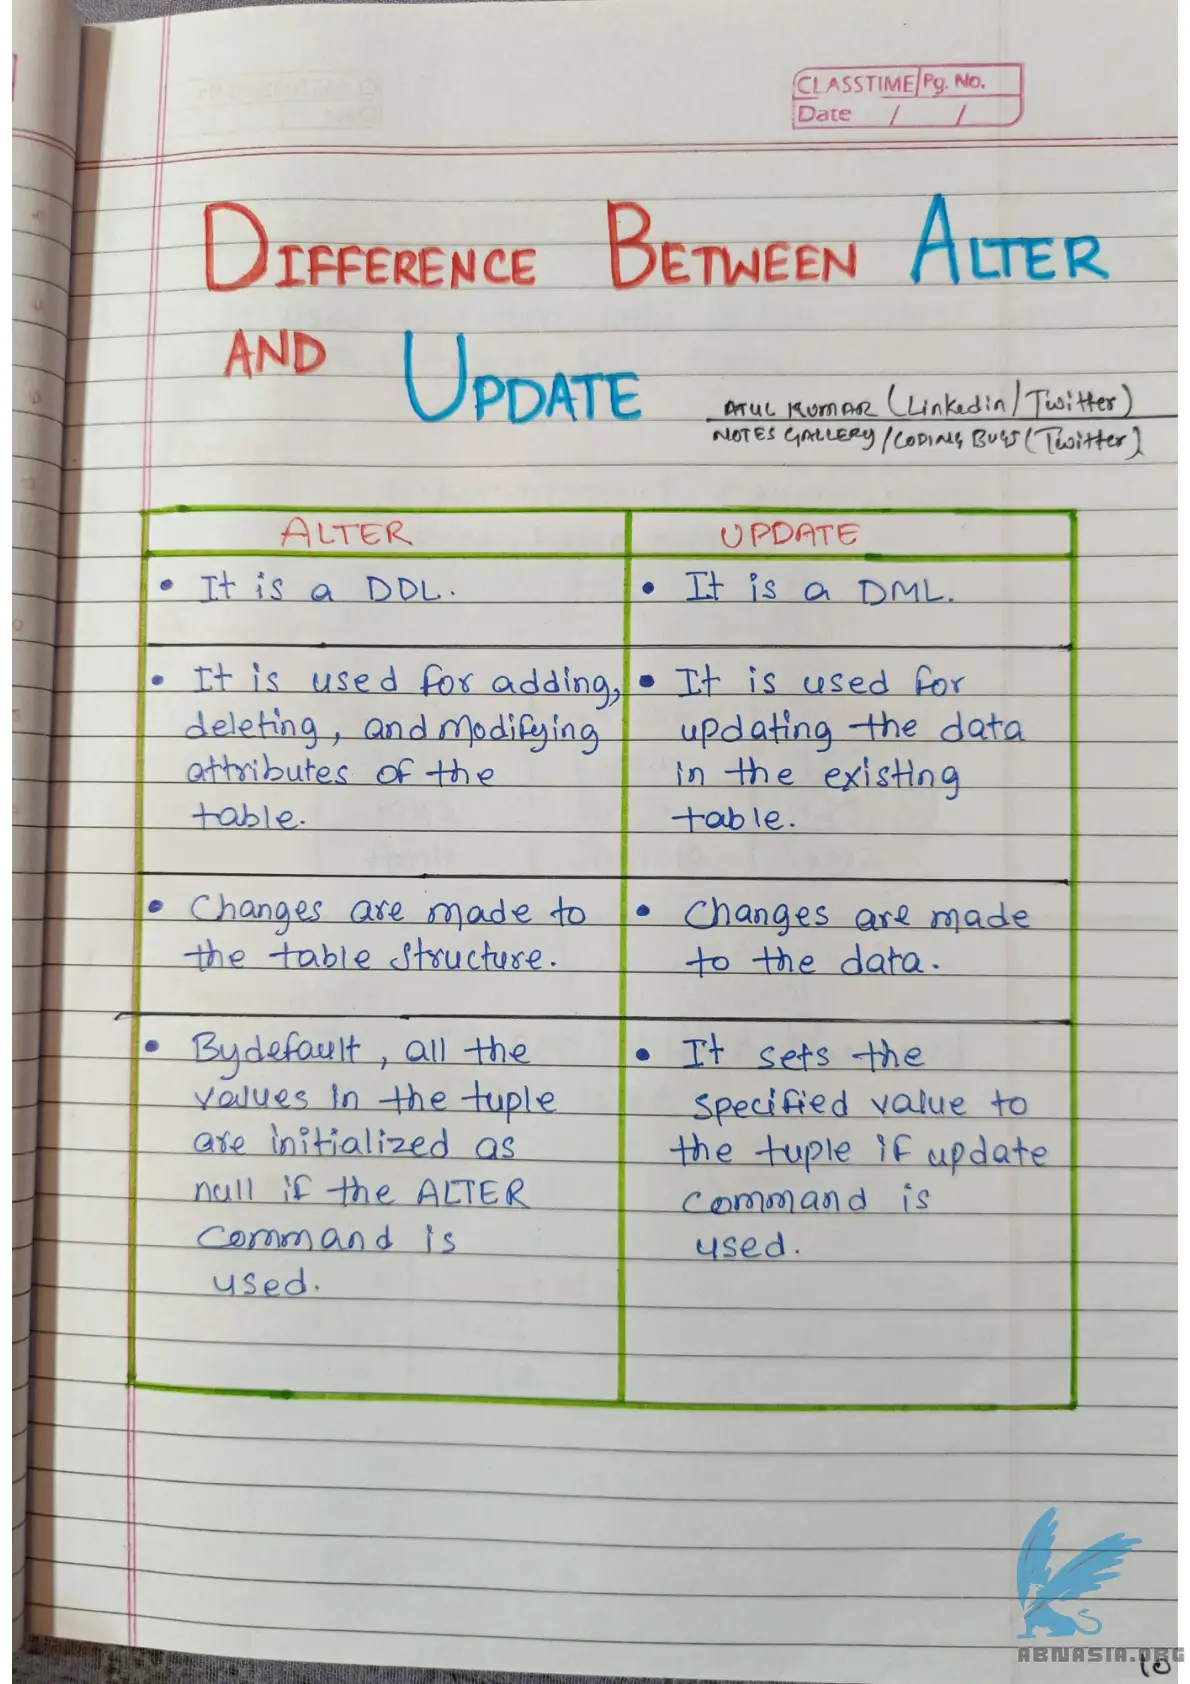 CLASSTIME Pg. No.
Date / /
DIFFERENCE BETWEEN ALTER
AND UPDATE
ATUL KUMAR (Linkedin/Twitter)
NOTES GALLERY/CODING BUGS (Twitter)
ALTER
• It is a DDL.
• It is used for adding,
deleting, and modifying
attributes of the
table.
• Changes are made to
the table structure.
• By default, all the
values in the tuple
are initialized as
null if the ALTER
command is
used.
UPDATE
• It is a DML.
• It is used for
updating the data
in the existing
table.
• Changes are made
to the data.
• It sets the
specified value to
the tuple if update
command is
used.
ABNASIA.ORG
10